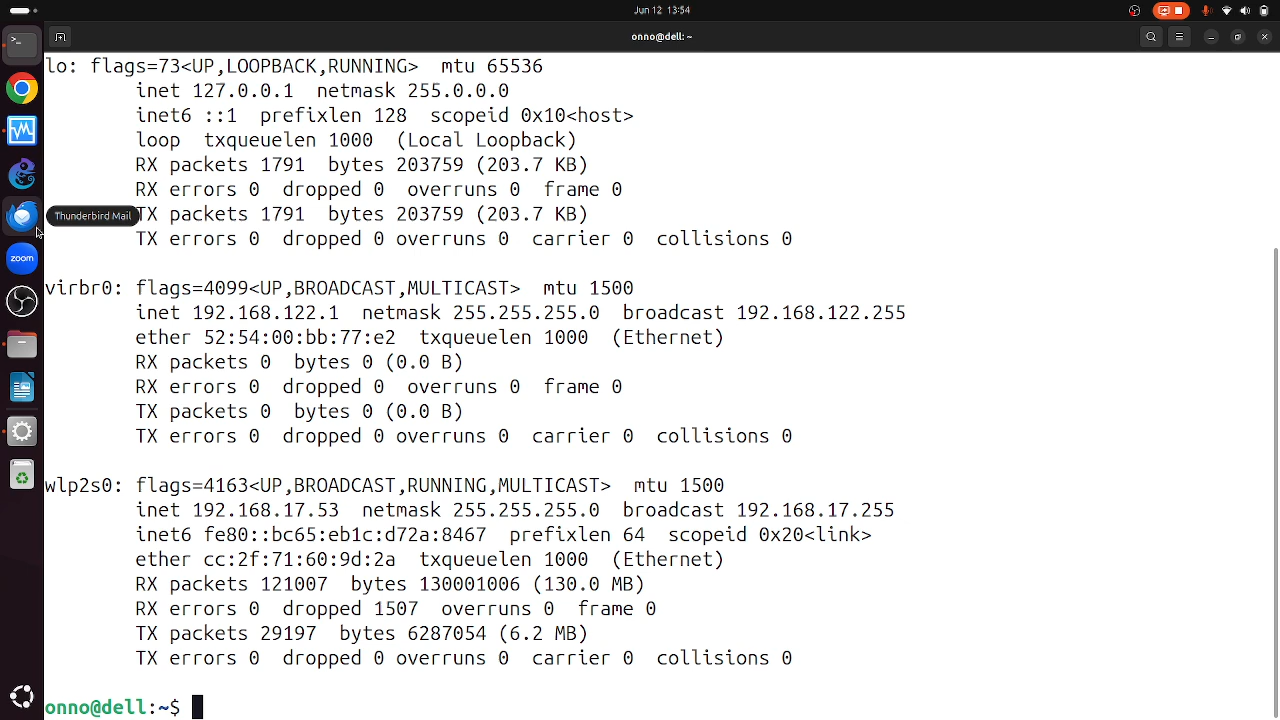 Jun 12 13:54
onno@dell: ~
lo: flags=73<UP,LOOPBACK,RUNNING>  mtu 65536
        inet 127.0.0.1  netmask 255.0.0.0
        inet6 ::1  prefixlen 128  scopeid 0x10<host>
        loop  txqueuelen 1000  (Local Loopback)
        RX packets 1791  bytes 203759 (203.7 KB)
        RX errors 0  dropped 0  overruns 0  frame 0
Thunderbird Mail
        TX packets 1791  bytes 203759 (203.7 KB)
        TX errors 0  dropped 0 overruns 0  carrier 0  collisions 0
zoom
virbr0: flags=4099<UP,BROADCAST,MULTICAST>  mtu 1500
        inet 192.168.122.1  netmask 255.255.255.0  broadcast 192.168.122.255
        ether 52:54:00:bb:77:e2  txqueuelen 1000  (Ethernet)
        RX packets 0  bytes 0 (0.0 B)
        RX errors 0  dropped 0  overruns 0  frame 0
        TX packets 0  bytes 0 (0.0 B)
        TX errors 0  dropped 0 overruns 0  carrier 0  collisions 0
wlp2s0: flags=4163<UP,BROADCAST,RUNNING,MULTICAST>  mtu 1500
        inet 192.168.17.53  netmask 255.255.255.0  broadcast 192.168.17.255
        inet6 fe80::bc65:eb1c:d72a:8467  prefixlen 64  scopeid 0x20<link>
        ether cc:2f:71:60:9d:2a  txqueuelen 1000  (Ethernet)
        RX packets 121007  bytes 130001006 (130.0 MB)
        RX errors 0  dropped 1507  overruns 0  frame 0
        TX packets 29197  bytes 6287054 (6.2 MB)
        TX errors 0  dropped 0 overruns 0  carrier 0  collisions 0
onno@dell:~$